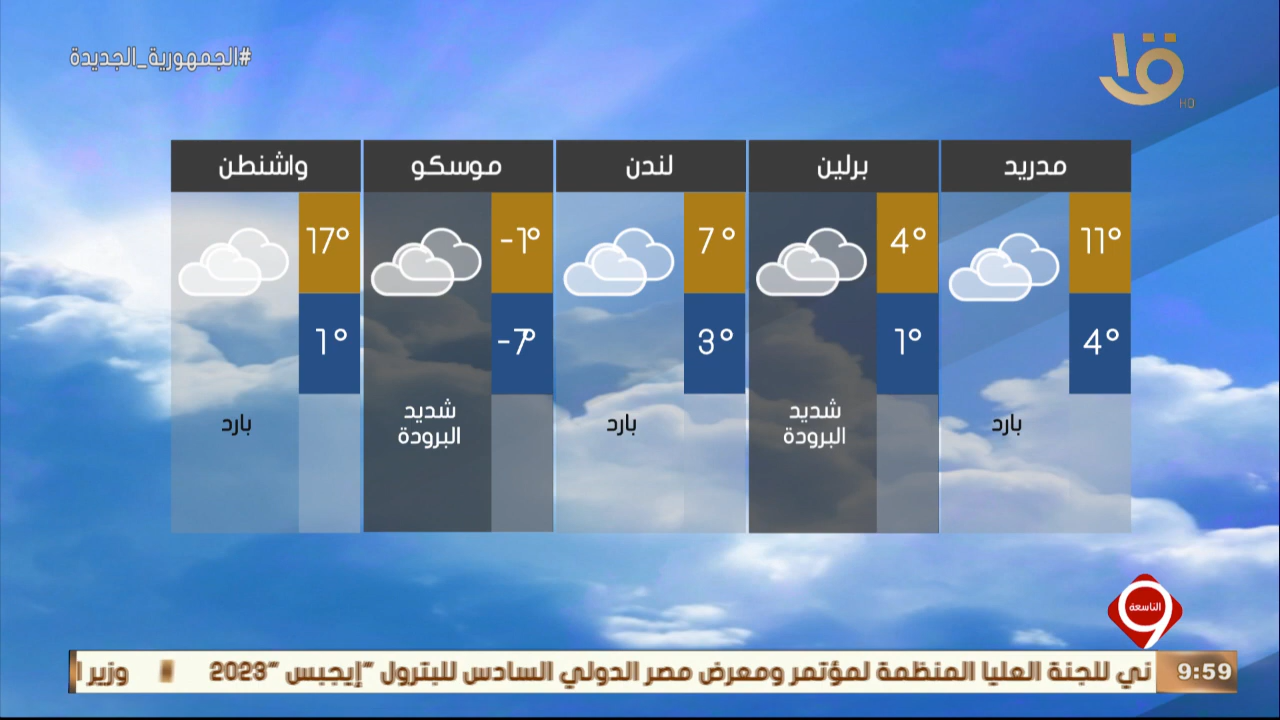 #الجمهورية_الجديدة
HD
مدريد
11°
4°
بارد
برلين
4°
1°
شديد
البرودة
لندن
7°
3°
بارد
موسكو
-1°
-7°
شديد
البرودة
واشنطن
17°
1°
بارد
التاسعة
9
9:59
ني للجنة العليا المنظمة لمؤتمر ومعرض مصر الدولي السادس للبترول "إيجبس "2023 وزير ا